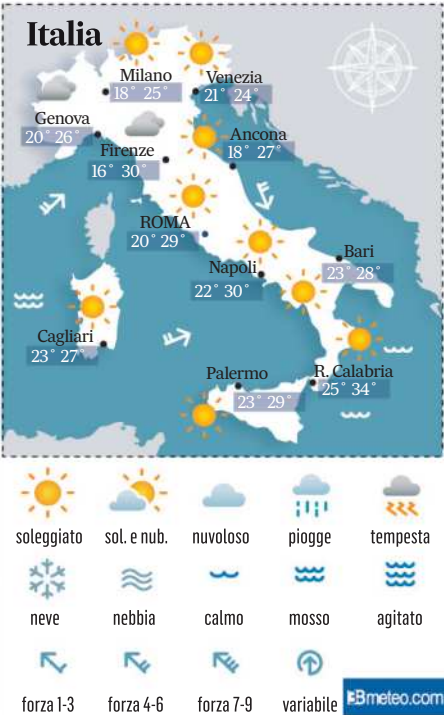 Italia
Milano
18° 25°
Venezia
21° 24°
Genova
20° 26°
Firenze
16° 30°
Ancona
18° 27°
ROMA
20° 29°
Bari
23° 28°
Napoli
22° 30°
Cagliari
23° 27°
Palermo
23° 29°
R. Calabria
25° 34°
soleggiato sol. e nub. nuvoloso piogge tempesta
neve nebbia calmo mosso agitato
forza 1-3 forza 4-6 forza 7-9 variabile
3Bmeteo.com